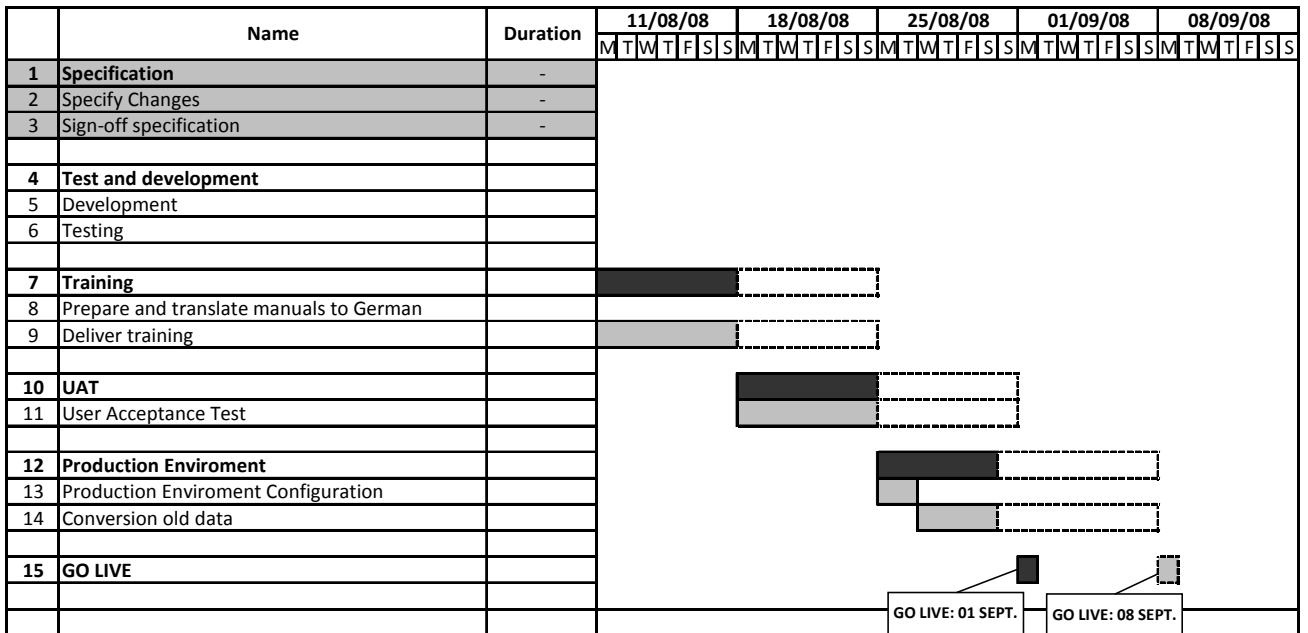 Name Duration 11/08/08 18/08/08 25/08/08 01/09/08 08/09/08
M T W T F S S M T W T F S S M T W T F S S M T W T F S S M T W T F S S
1 Specification -
2 Specify Changes -
3 Sign-off specification -
4 Test and development
5 Development
6 Testing
7 Training
8 Prepare and translate manuals to German
9 Deliver training
10 UAT
11 User Acceptance Test
12 Production Enviroment
13 Production Enviroment Configuration
14 Conversion old data
15 GO LIVE
GO LIVE: 01 SEPT. GO LIVE: 08 SEPT.